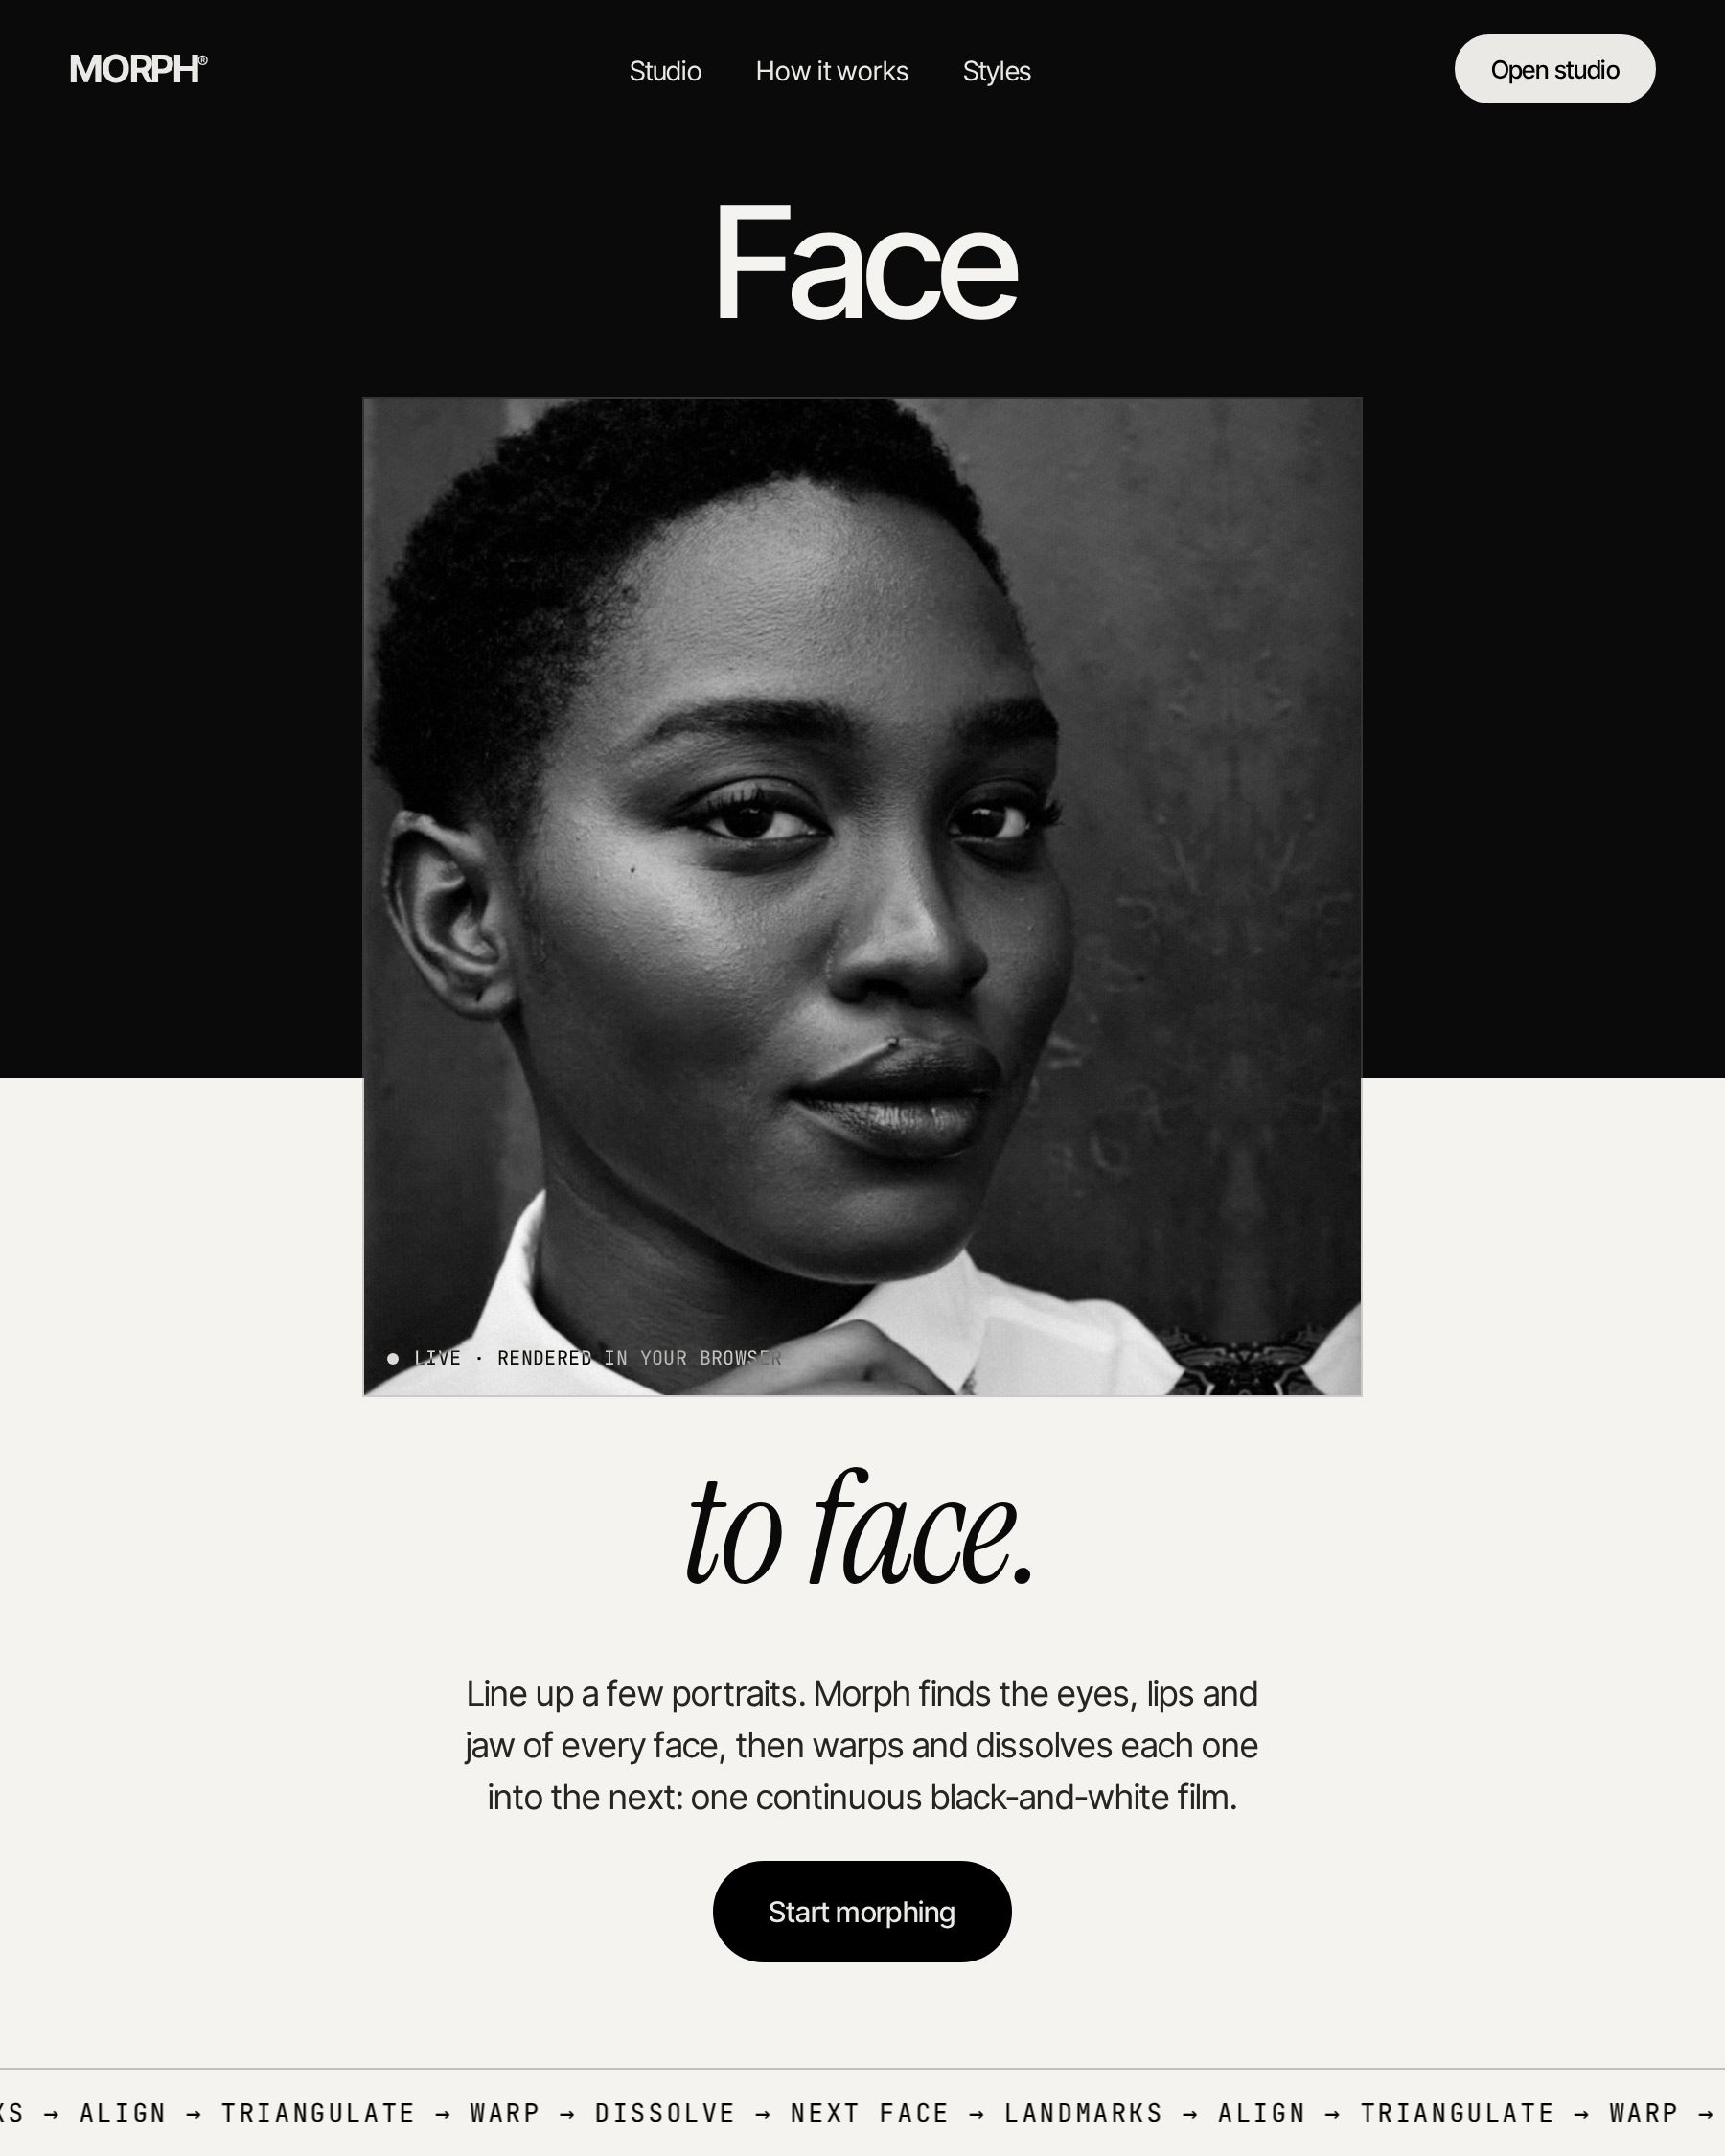 MORPH®
Studio How it works Styles
Open studio
Face
LIVE · RENDERED IN YOUR BROWSER
to face.
Line up a few portraits. Morph finds the eyes, lips and
jaw of every face, then warps and dissolves each one
into the next: one continuous black-and-white film.
Start morphing
KS → ALIGN → TRIANGULATE → WARP → DISSOLVE → NEXT FACE → LANDMARKS → ALIGN → TRIANGULATE → WARP →